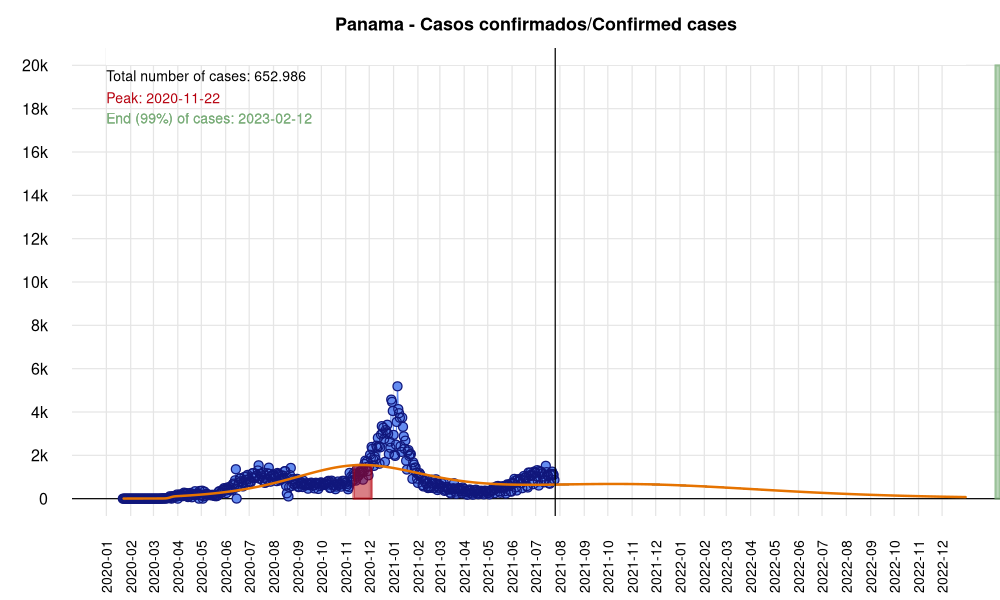 Panama - Casos confirmados/Confirmed cases
Total number of cases: 652.986
Peak: 2020-11-22
End (99%) of cases: 2023-02-12
20k
18k
16k
14k
12k
10k
8k
6k
4k
2k
0
2020-01
2020-02
2020-03
2020-04
2020-05
2020-06
2020-07
2020-08
2020-09
2020-10
2020-11
2020-12
2021-01
2021-02
2021-03
2021-04
2021-05
2021-06
2021-07
2021-08
2021-09
2021-10
2021-11
2021-12
2022-01
2022-02
2022-03
2022-04
2022-05
2022-06
2022-07
2022-08
2022-09
2022-10
2022-11
2022-12